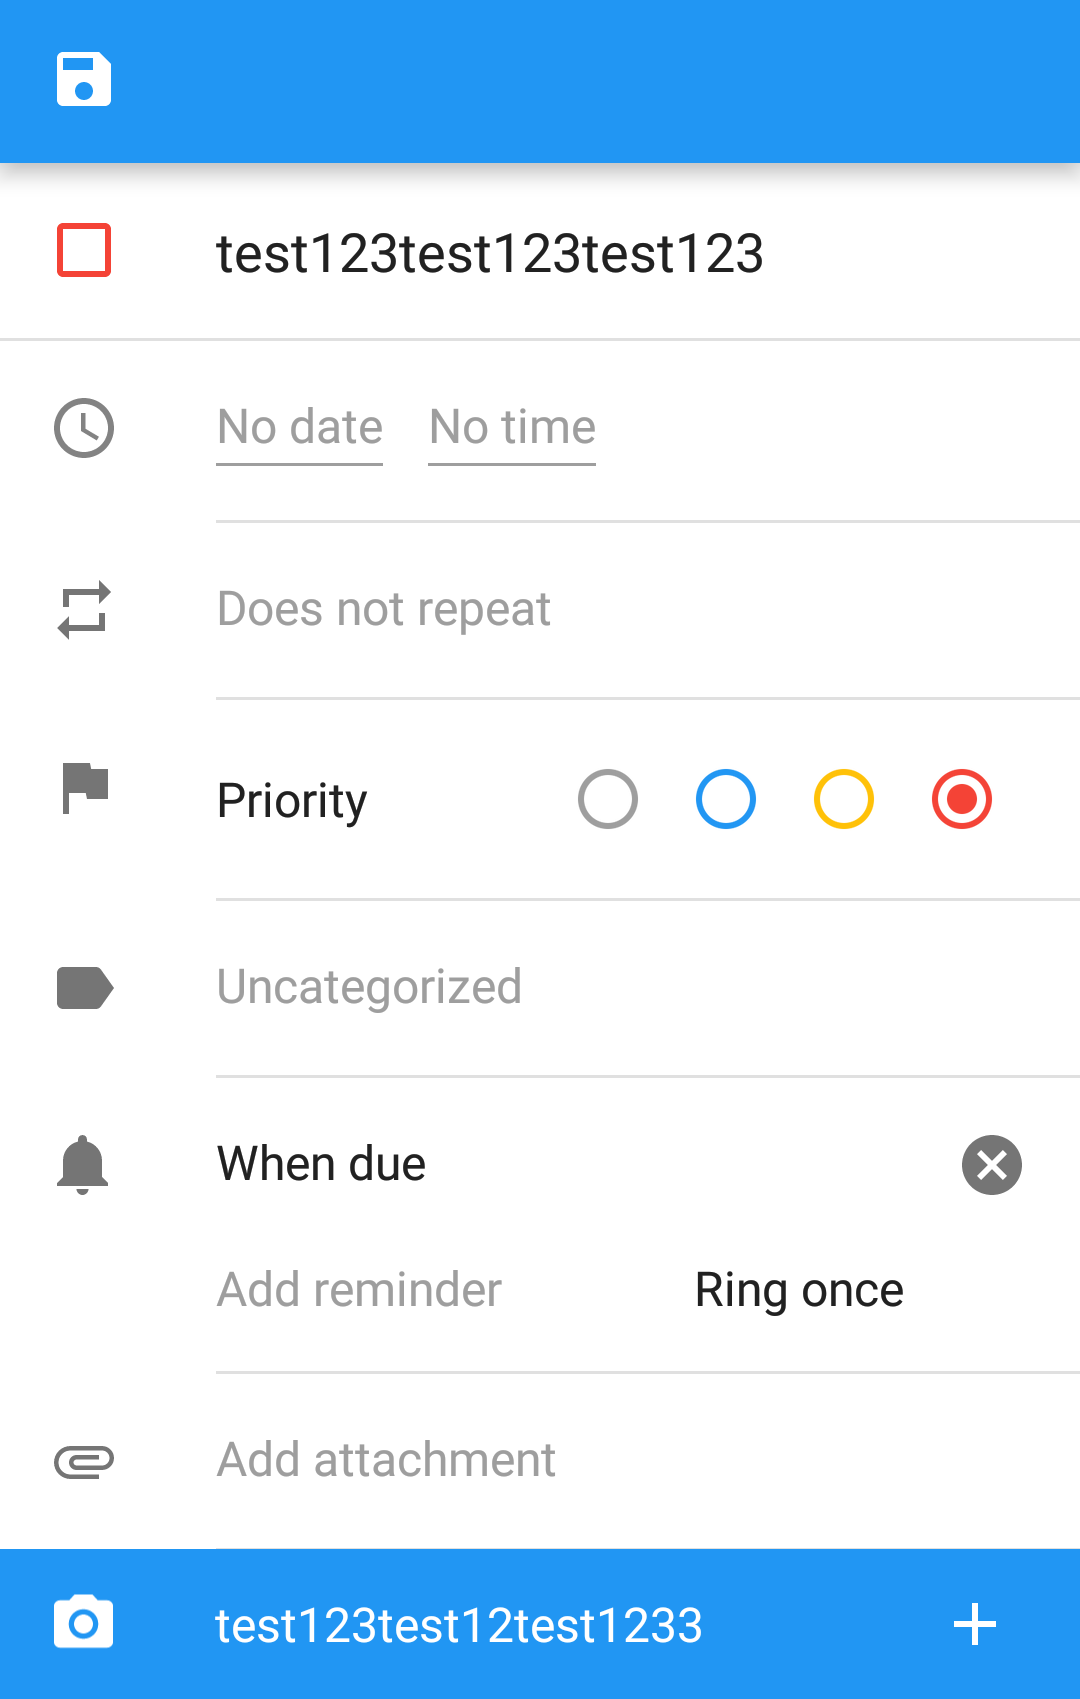 test123test123test123
No date No time
Does not repeat
Priority
Uncategorized
When due
Add reminder Ring once
Add attachment
test123test12test1233